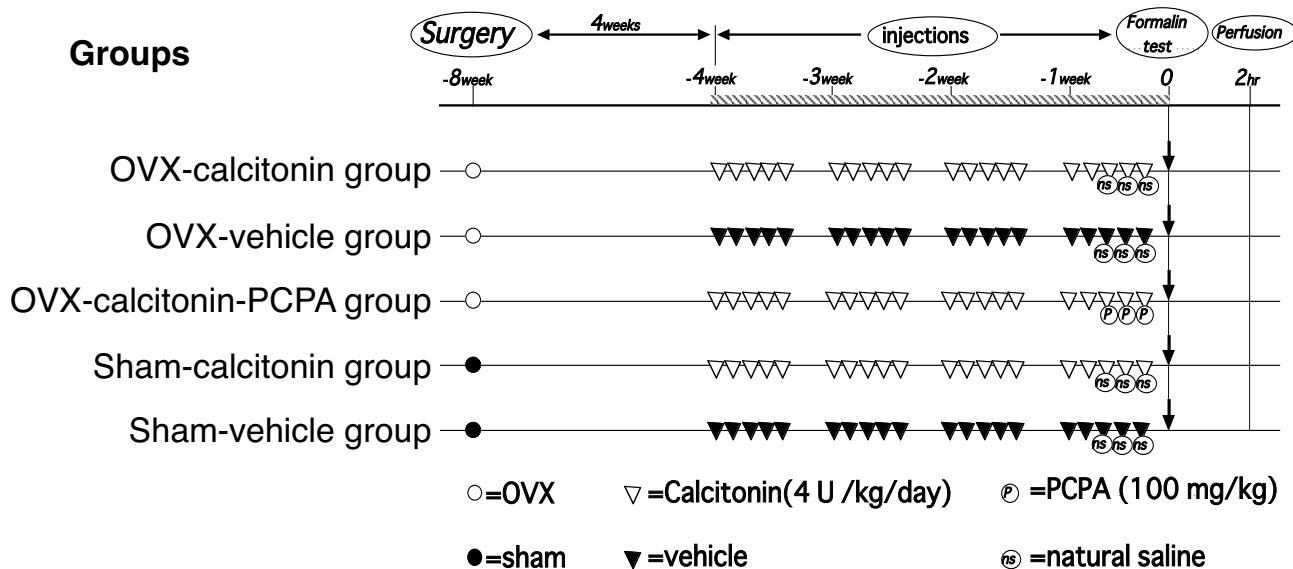 Groups
Surgery
4weeks
injections
Formalin
test
Perfusion
-8week
-4week
-3week
-2week
-1week
0
2hr
OVX-calcitonin group
ns ns ns
OVX-vehicle group
ns ns ns
OVX-calcitonin-PCPA group
P P P
Sham-calcitonin group
ns ns ns
Sham-vehicle group
ns ns ns
=OVX
=Calcitonin(4 U /kg/day)
P =PCPA (100 mg/kg)
=sham
=vehicle
ns =natural saline